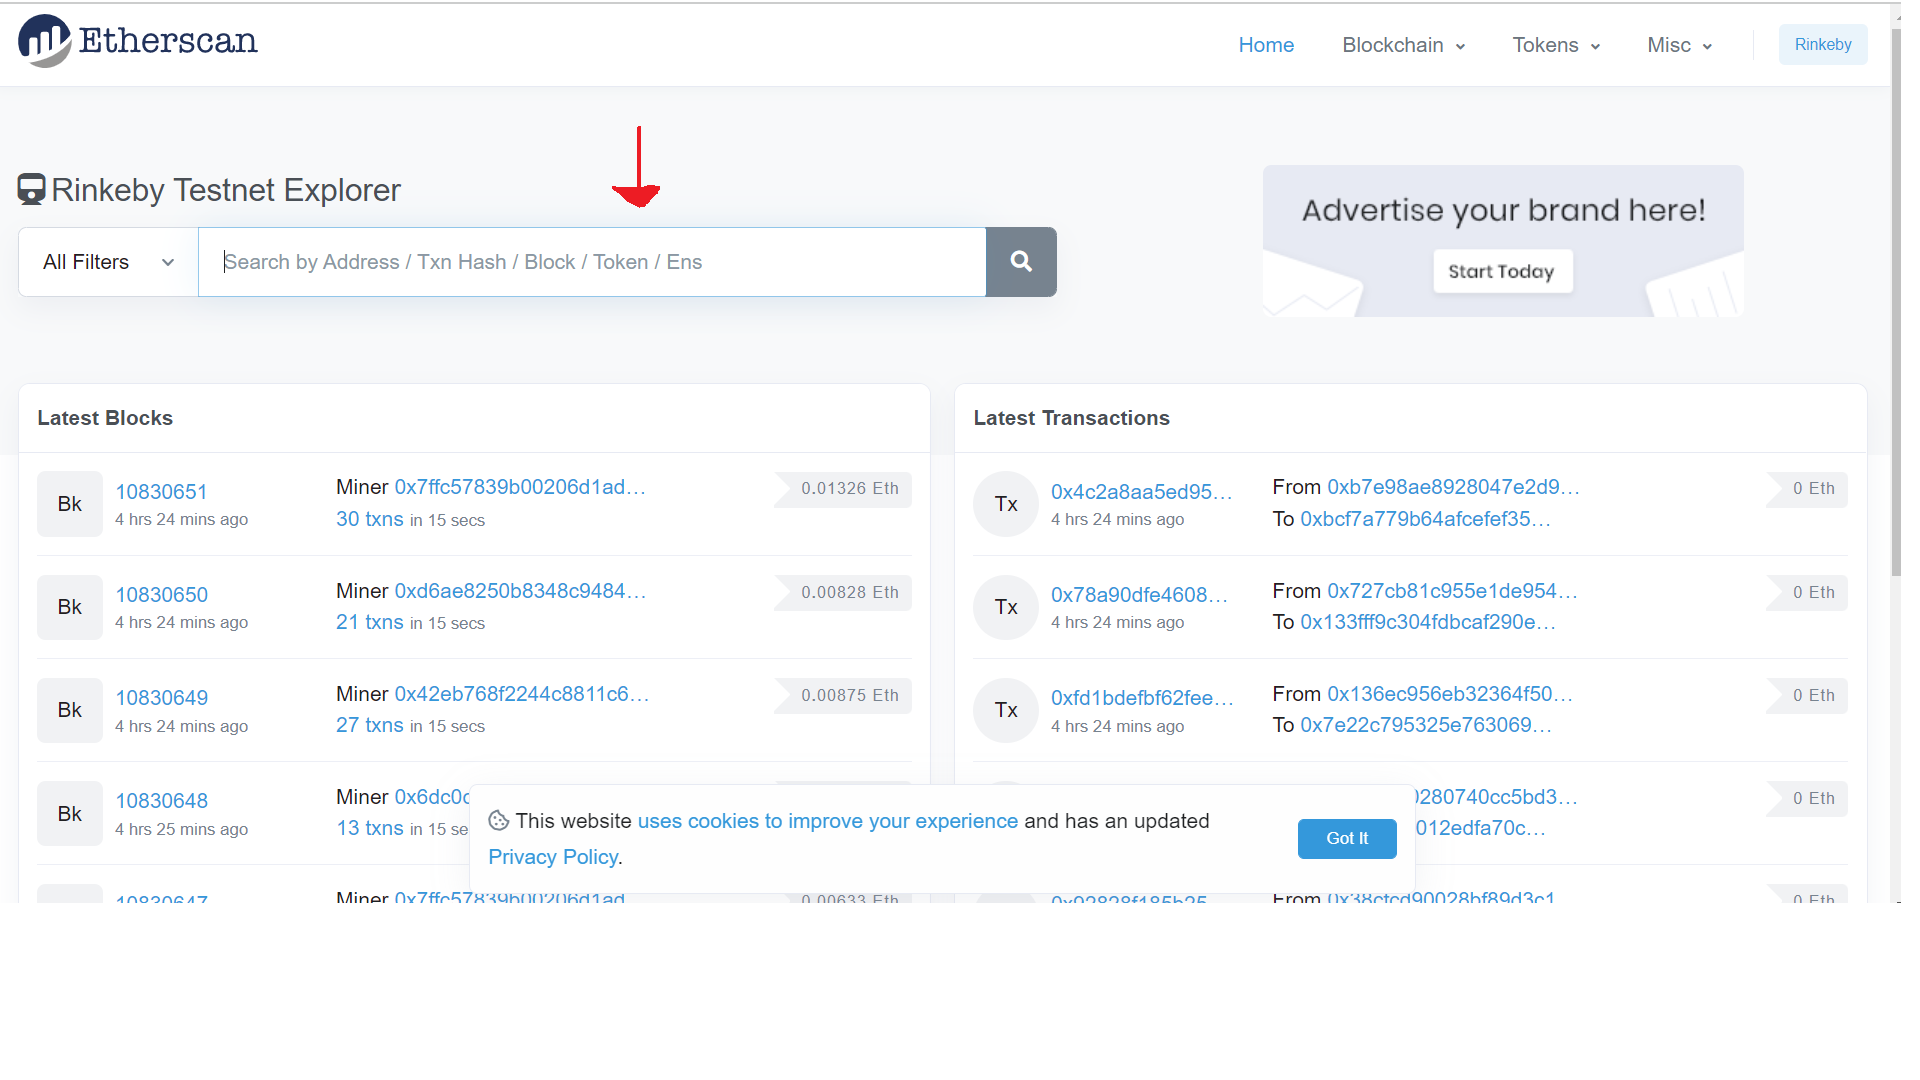 Etherscan
Home Blockchain Tokens Misc Rinkeby
Rinkeby Testnet Explorer
All Filters Search by Address / Txn Hash / Block / Token / Ens
Advertise your brand here!
Start Today
Latest Blocks
Bk 10830651 Miner 0x7ffc57839b00206d1ad... 0.01326 Eth
4 hrs 24 mins ago 30 txns in 15 secs
Bk 10830650 Miner 0xd6ae8250b8348c9484... 0.00828 Eth
4 hrs 24 mins ago 21 txns in 15 secs
Bk 10830649 Miner 0x42eb768f2244c8811c6... 0.00875 Eth
4 hrs 24 mins ago 27 txns in 15 secs
Bk 10830648 Miner 0x6dc0c
4 hrs 25 mins ago 13 txns in 15 se
10830647 Miner 0x7ffc57839b00206d1ad 0.00633 Eth
Latest Transactions
Tx 0x4c2a8aa5ed95... From 0xb7e98ae8928047e2d9... 0 Eth
4 hrs 24 mins ago To 0xbcf7a779b64afcefef35...
Tx 0x78a90dfe4608... From 0x727cb81c955e1de954... 0 Eth
4 hrs 24 mins ago To 0x133fff9c304fdbcaf290e...
Tx 0xfd1bdefbf62fee... From 0x136ec956eb32364f50... 0 Eth
4 hrs 24 mins ago To 0x7e22c795325e763069...
0280740cc5bd3... 0 Eth
012edfa70c...
From 0 Eth
This website uses cookies to improve your experience and has an updated
Privacy Policy.
Got It